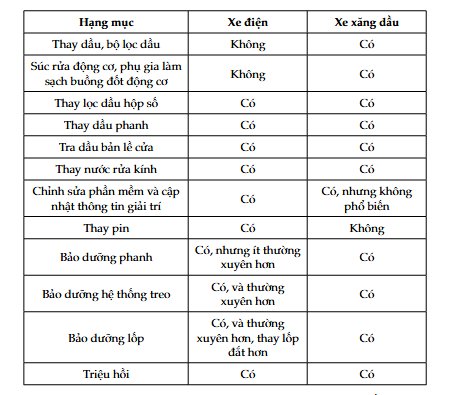 Hạng mục Xe điện Xe xăng dầu
Thay dầu, bộ lọc dầu Không Có
Súc rửa động cơ, phụ gia làm
sạch buồng đốt động cơ Không Có
Thay lọc dầu hộp số Có Có
Thay dầu phanh Có Có
Tra dầu bản lề cửa Có Có
Thay nước rửa kính Có Có
Chỉnh sửa phần mềm và cập
nhật thông tin giải trí Có Có, nhưng không
phổ biến
Thay pin Có Không
Bảo dưỡng phanh Có, nhưng ít thường
xuyên hơn Có
Bảo dưỡng hệ thống treo Có, và thường
xuyên hơn Có
Bảo dưỡng lốp Có, và thường
xuyên hơn, thay lốp
đắt hơn Có
Triệu hồi Có Có